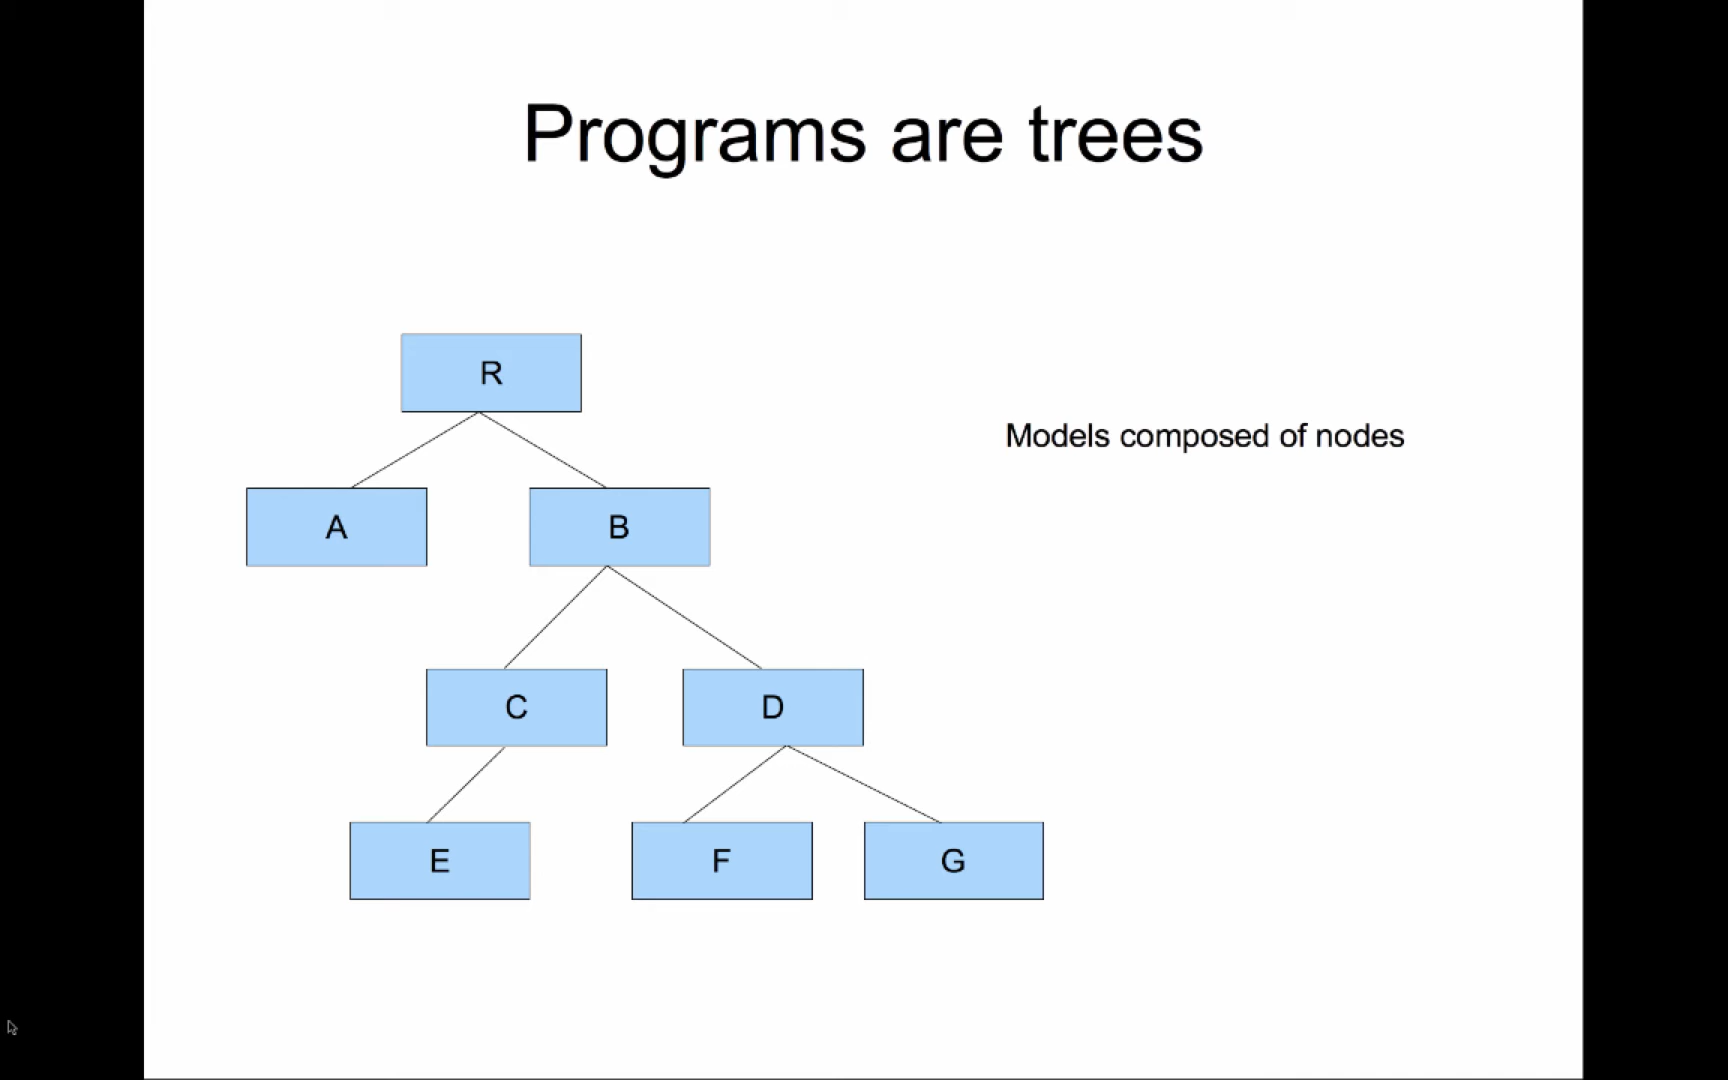 Programs are trees
R
Models composed of nodes
A B
C D
E F G